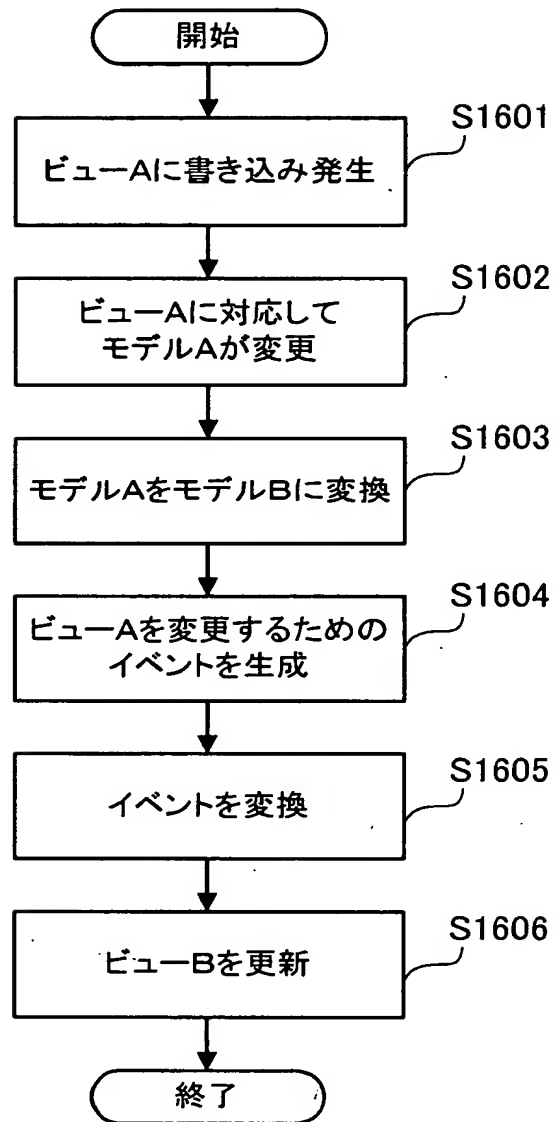 開始
S1601
ビューAに書き込み発生
S1602
ビューAに対応して
モデルAが変更
S1603
モデルAをモデルBに変換
S1604
ビューAを変更するための
イベントを生成
S1605
イベントを変換
S1606
ビューBを更新
終了